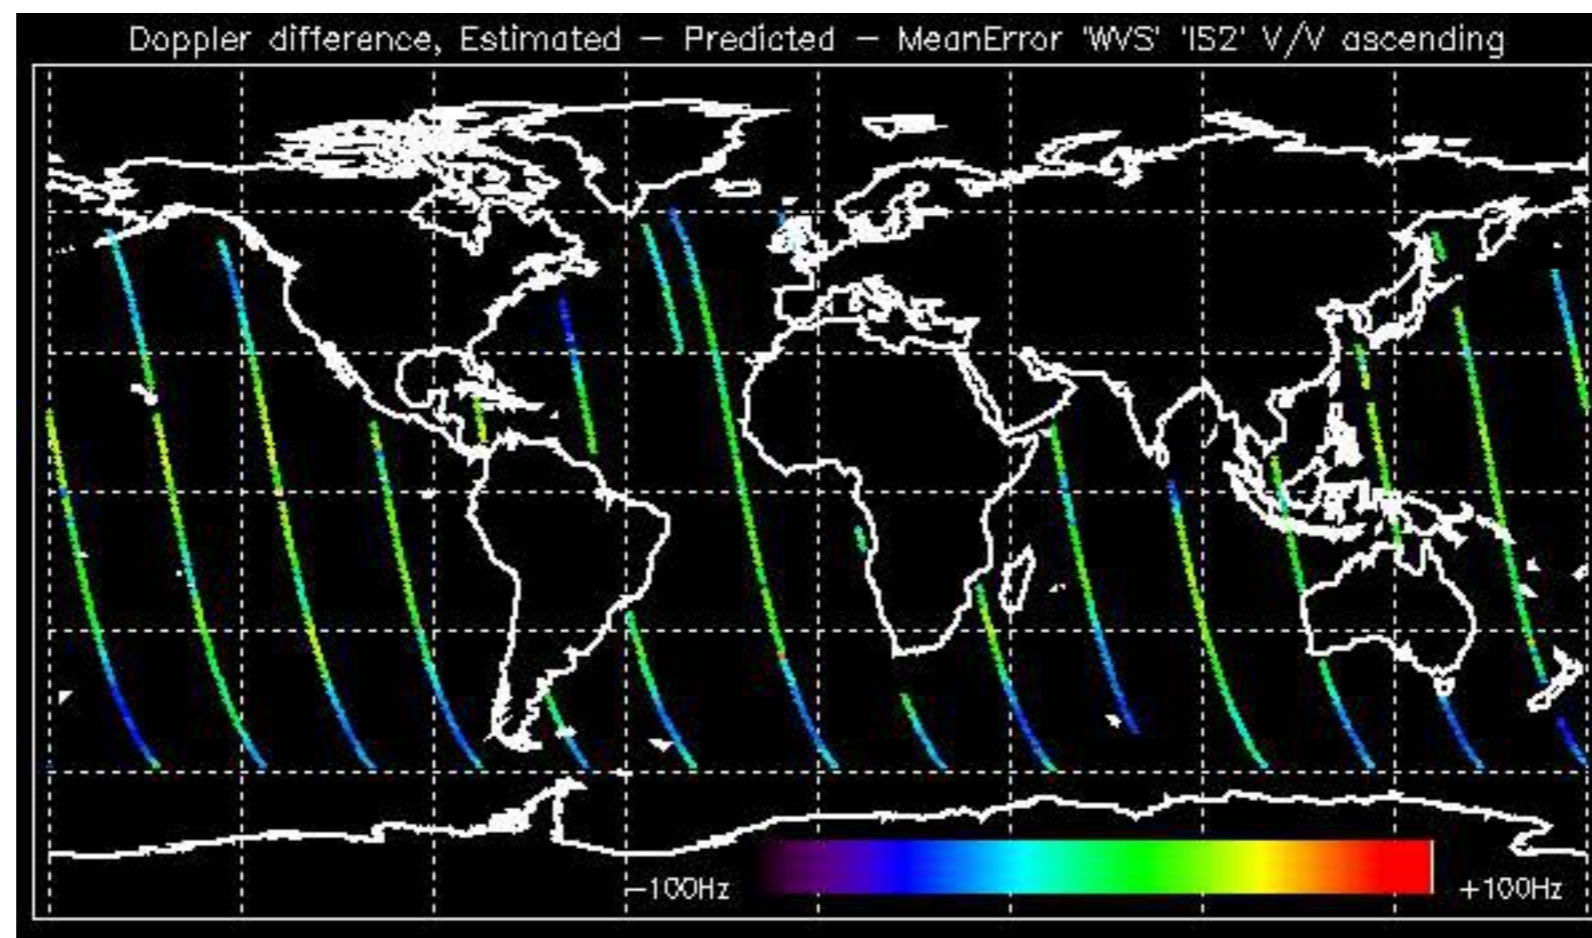 Doppler difference, Estimated – Predicted – MeanError 'WVS' 'IS2' V/V ascending
–100Hz
+100Hz